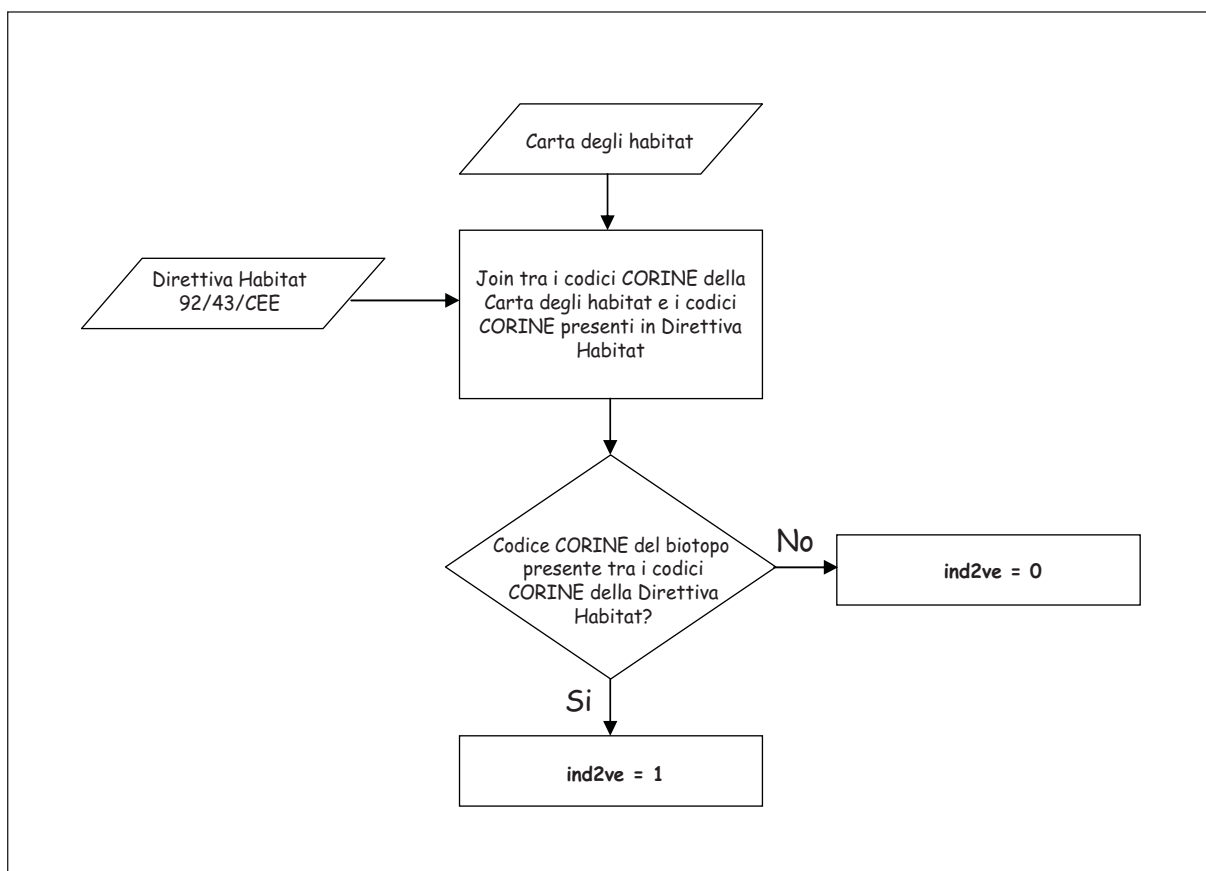 Carta degli habitat
Direttiva Habitat
92/43/CEE
Join tra i codici CORINE della
Carta degli habitat e i codici
CORINE presenti in Direttiva
Habitat
Codice CORINE del biotopo
presente tra i codici
CORINE della Direttiva
Habitat?
No
ind2ve = 0
Si
ind2ve = 1